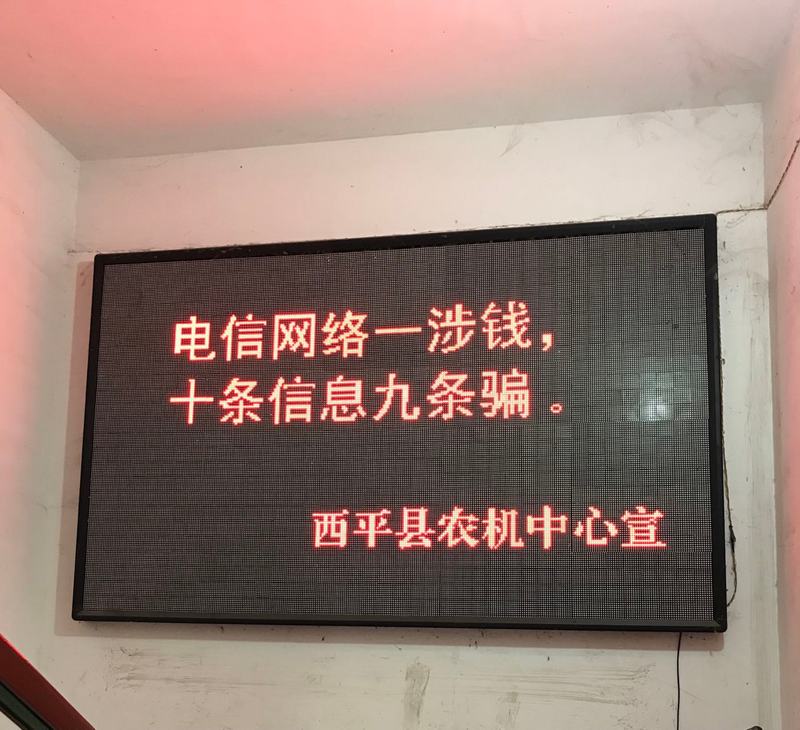 电信网络一涉钱，
十条信息九条骗。
西平县农机中心宣